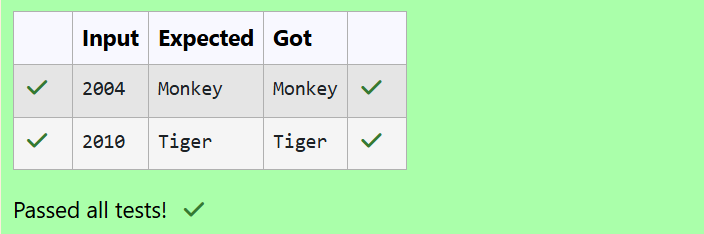 Input Expected Got
2004 Monkey Monkey
2010 Tiger Tiger
Passed all tests!